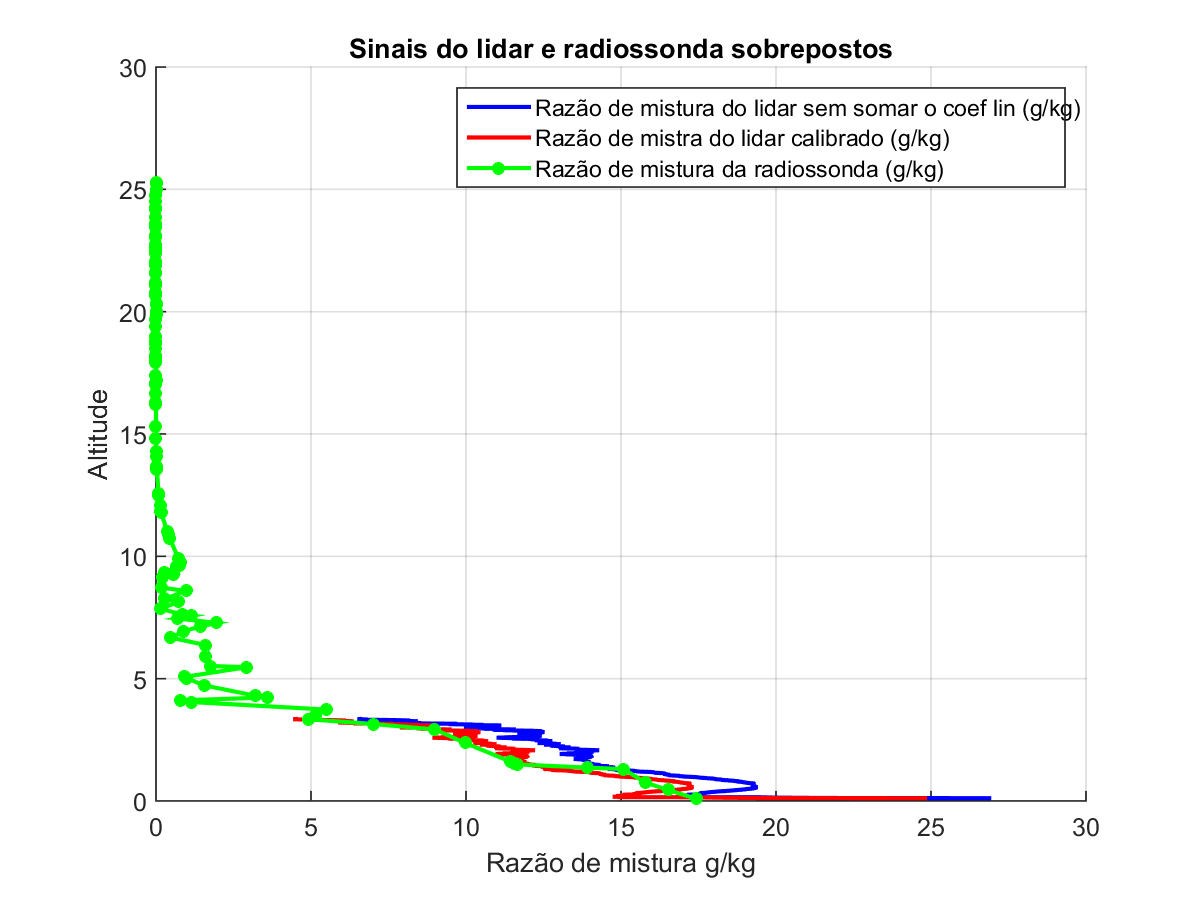 Sinais do lidar e radiossonda sobrepostos
30
25
20
15
10
5
0
Altitude
Razão de mistura do lidar sem somar o coef lin (g/kg)
Razão de mistra do lidar calibrado (g/kg)
Razão de mistura da radiossonda (g/kg)
0 5 10 15 20 25 30
Razão de mistura g/kg